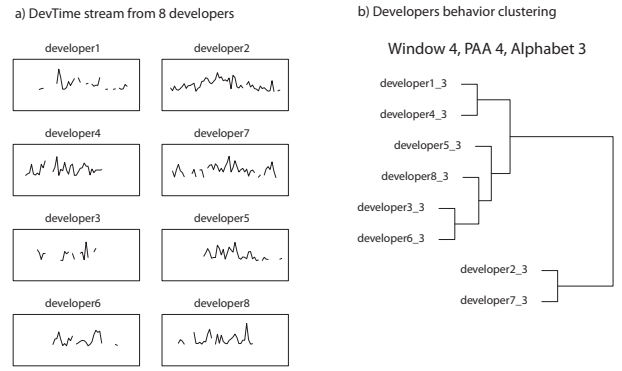 a) DevTime stream from 8 developers
developer1
developer2
developer4
developer7
developer3
developer5
developer6
developer8
b) Developers behavior clustering
Window 4, PAA 4, Alphabet 3
developer1_3
developer4_3
developer5_3
developer8_3
developer3_3
developer6_3
developer2_3
developer7_3